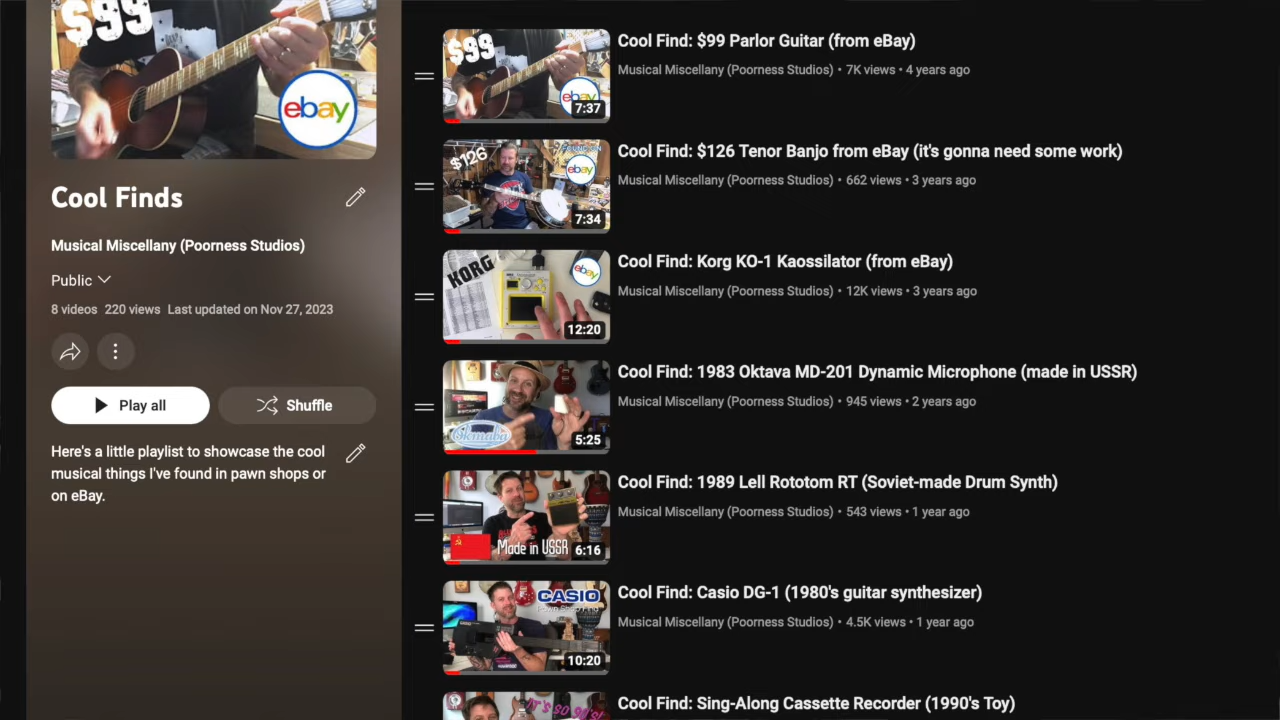 $99
ebay
Cool Finds
Musical Miscellany (Poorness Studios)
Public
8 videos 220 views Last updated on Nov 27, 2023
Play all
Shuffle
Here's a little playlist to showcase the cool
musical things I've found in pawn shops or
on eBay.
$99
ebay
7:37
Cool Find: $99 Parlor Guitar (from eBay)
Musical Miscellany (Poorness Studios) • 7K views • 4 years ago
$126
ebay
7:34
Cool Find: $126 Tenor Banjo from eBay (it's gonna need some work)
Musical Miscellany (Poorness Studios) • 662 views • 3 years ago
KORG
ebay
12:20
Cool Find: Korg KO-1 Kaossilator (from eBay)
Musical Miscellany (Poorness Studios) • 12K views • 3 years ago
5:25
Cool Find: 1983 Oktava MD-201 Dynamic Microphone (made in USSR)
Musical Miscellany (Poorness Studios) • 945 views • 2 years ago
Made in USSR
6:16
Cool Find: 1989 Lell Rototom RT (Soviet-made Drum Synth)
Musical Miscellany (Poorness Studios) • 543 views • 1 year ago
CASIO
Pawn Shop Find
10:20
Cool Find: Casio DG-1 (1980's guitar synthesizer)
Musical Miscellany (Poorness Studios) • 4.5K views • 1 year ago
IT'S SO 90'S!
Cool Find: Sing-Along Cassette Recorder (1990's Toy)